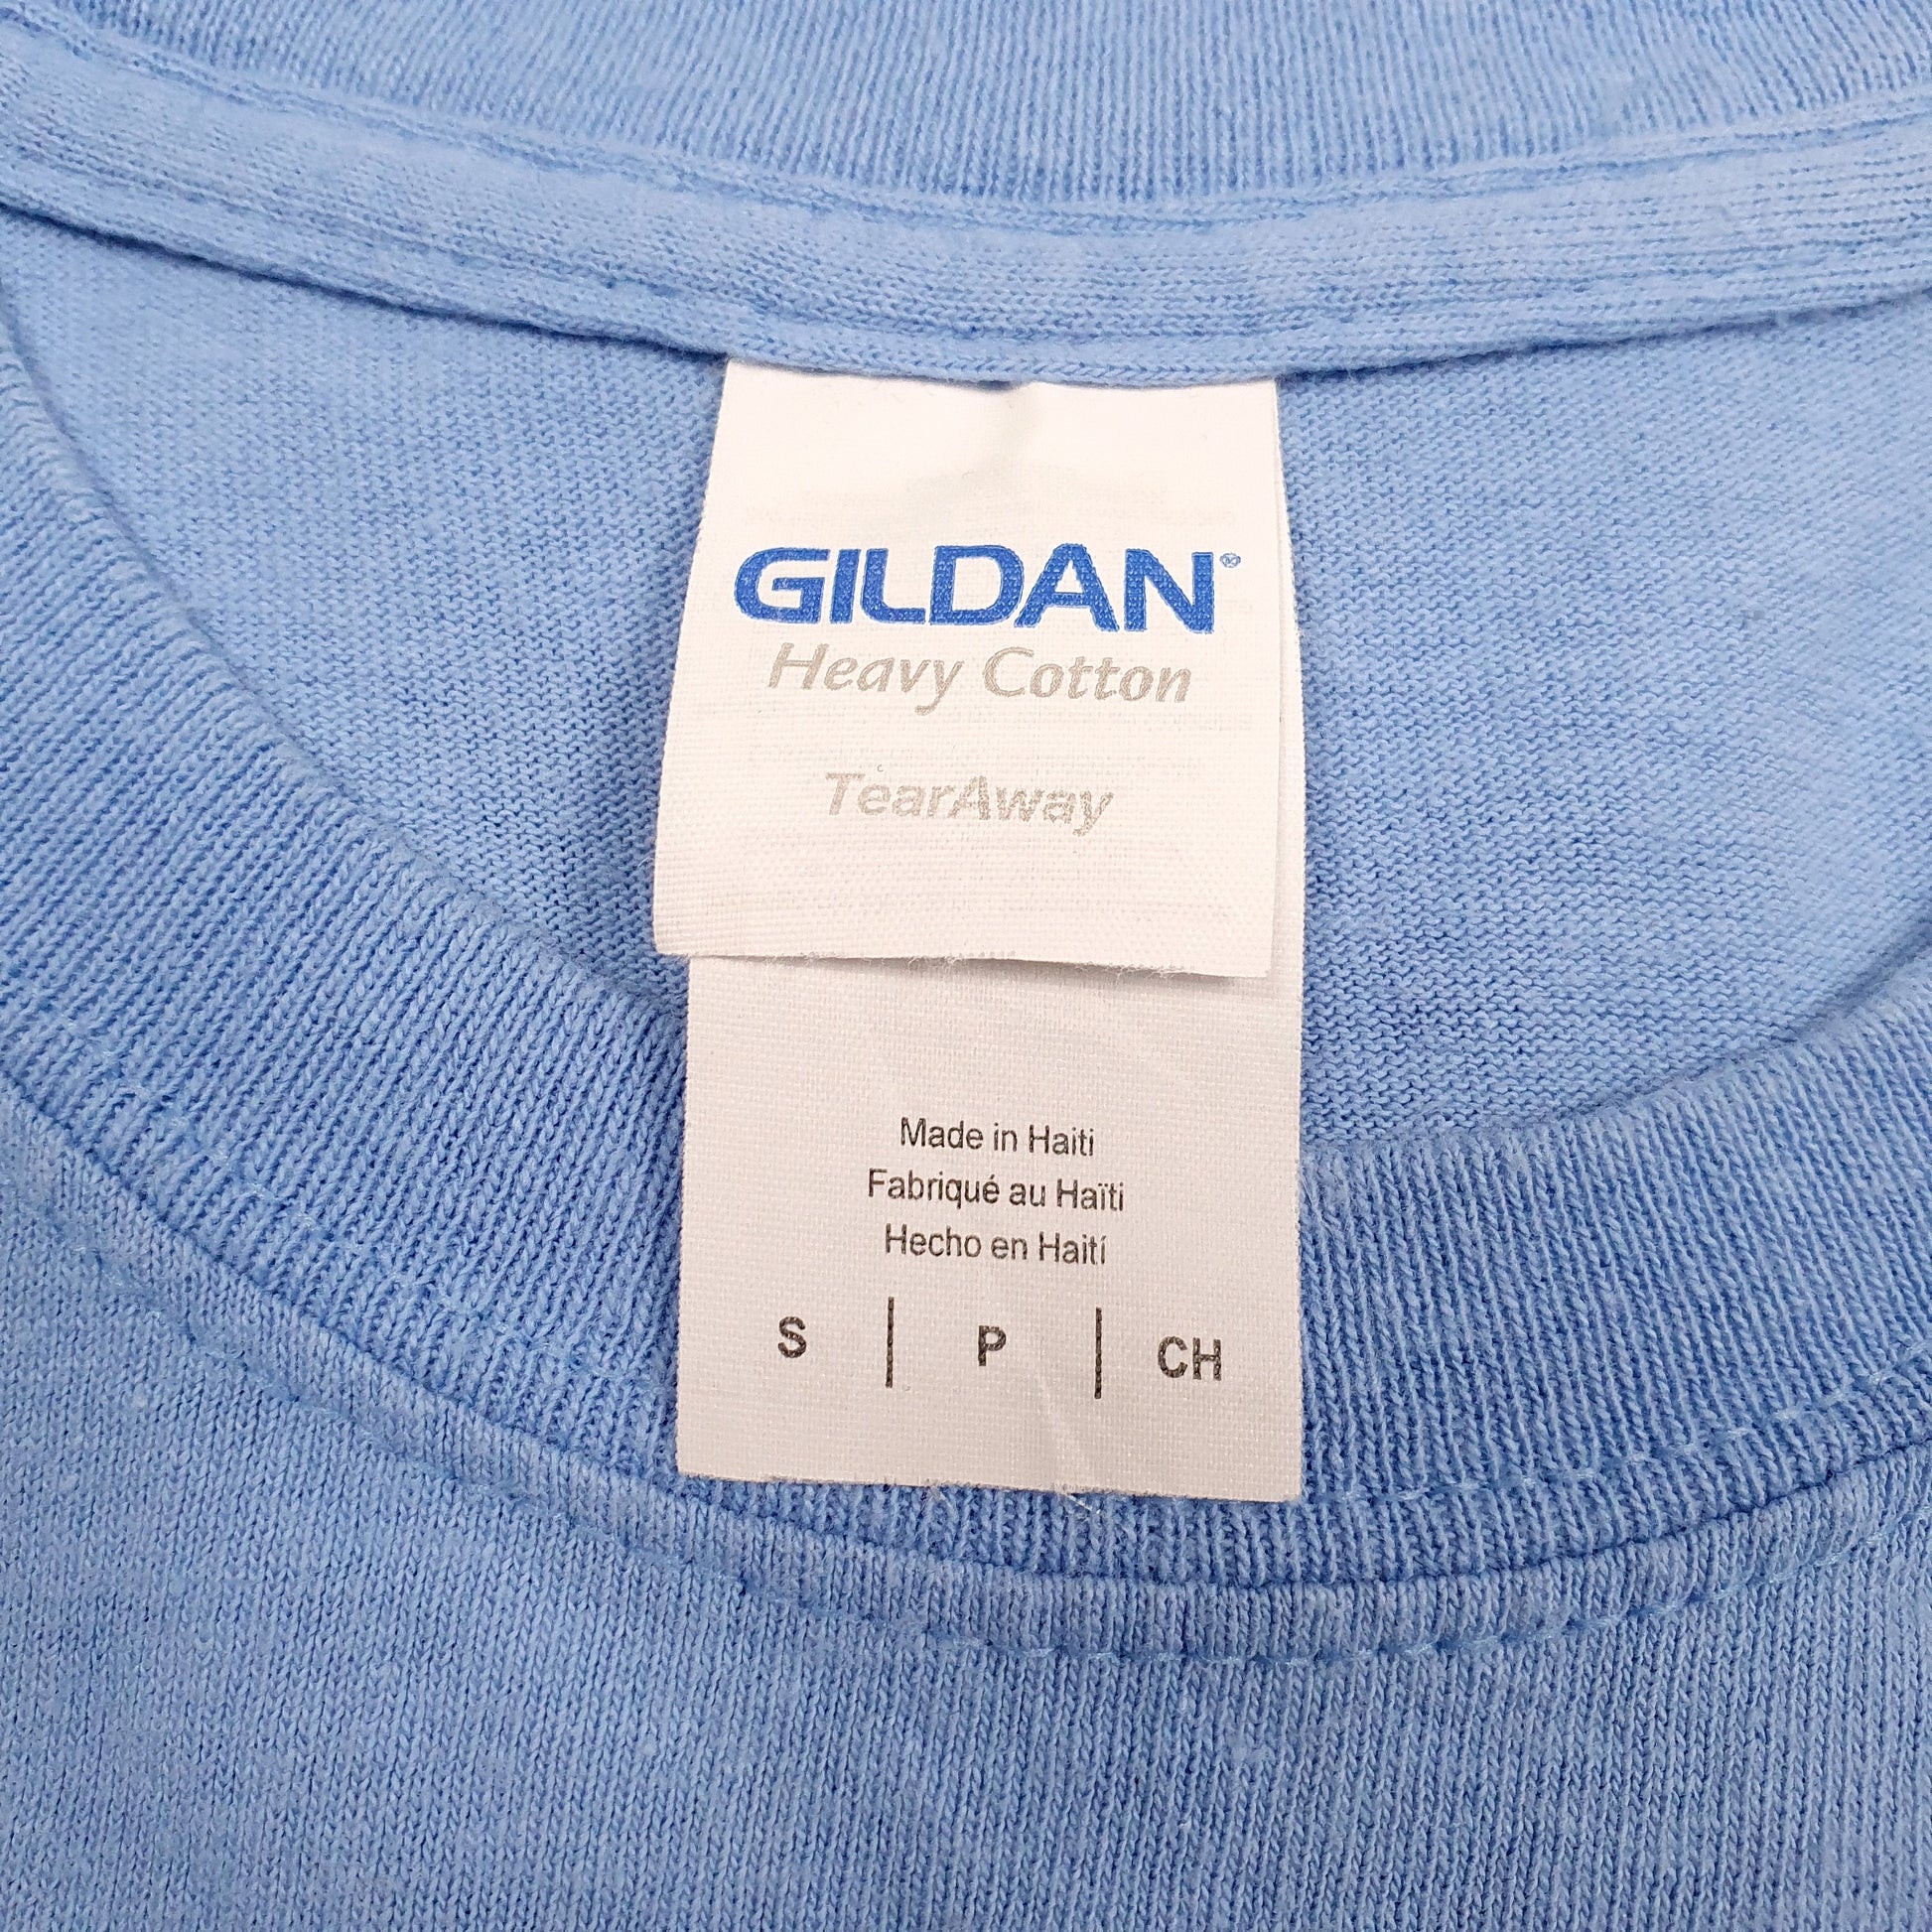 GILDAN®
Heavy Cotton
TearAway
Made in Haiti
Fabriqué au Haïti
Hecho en Haití
S | P | CH